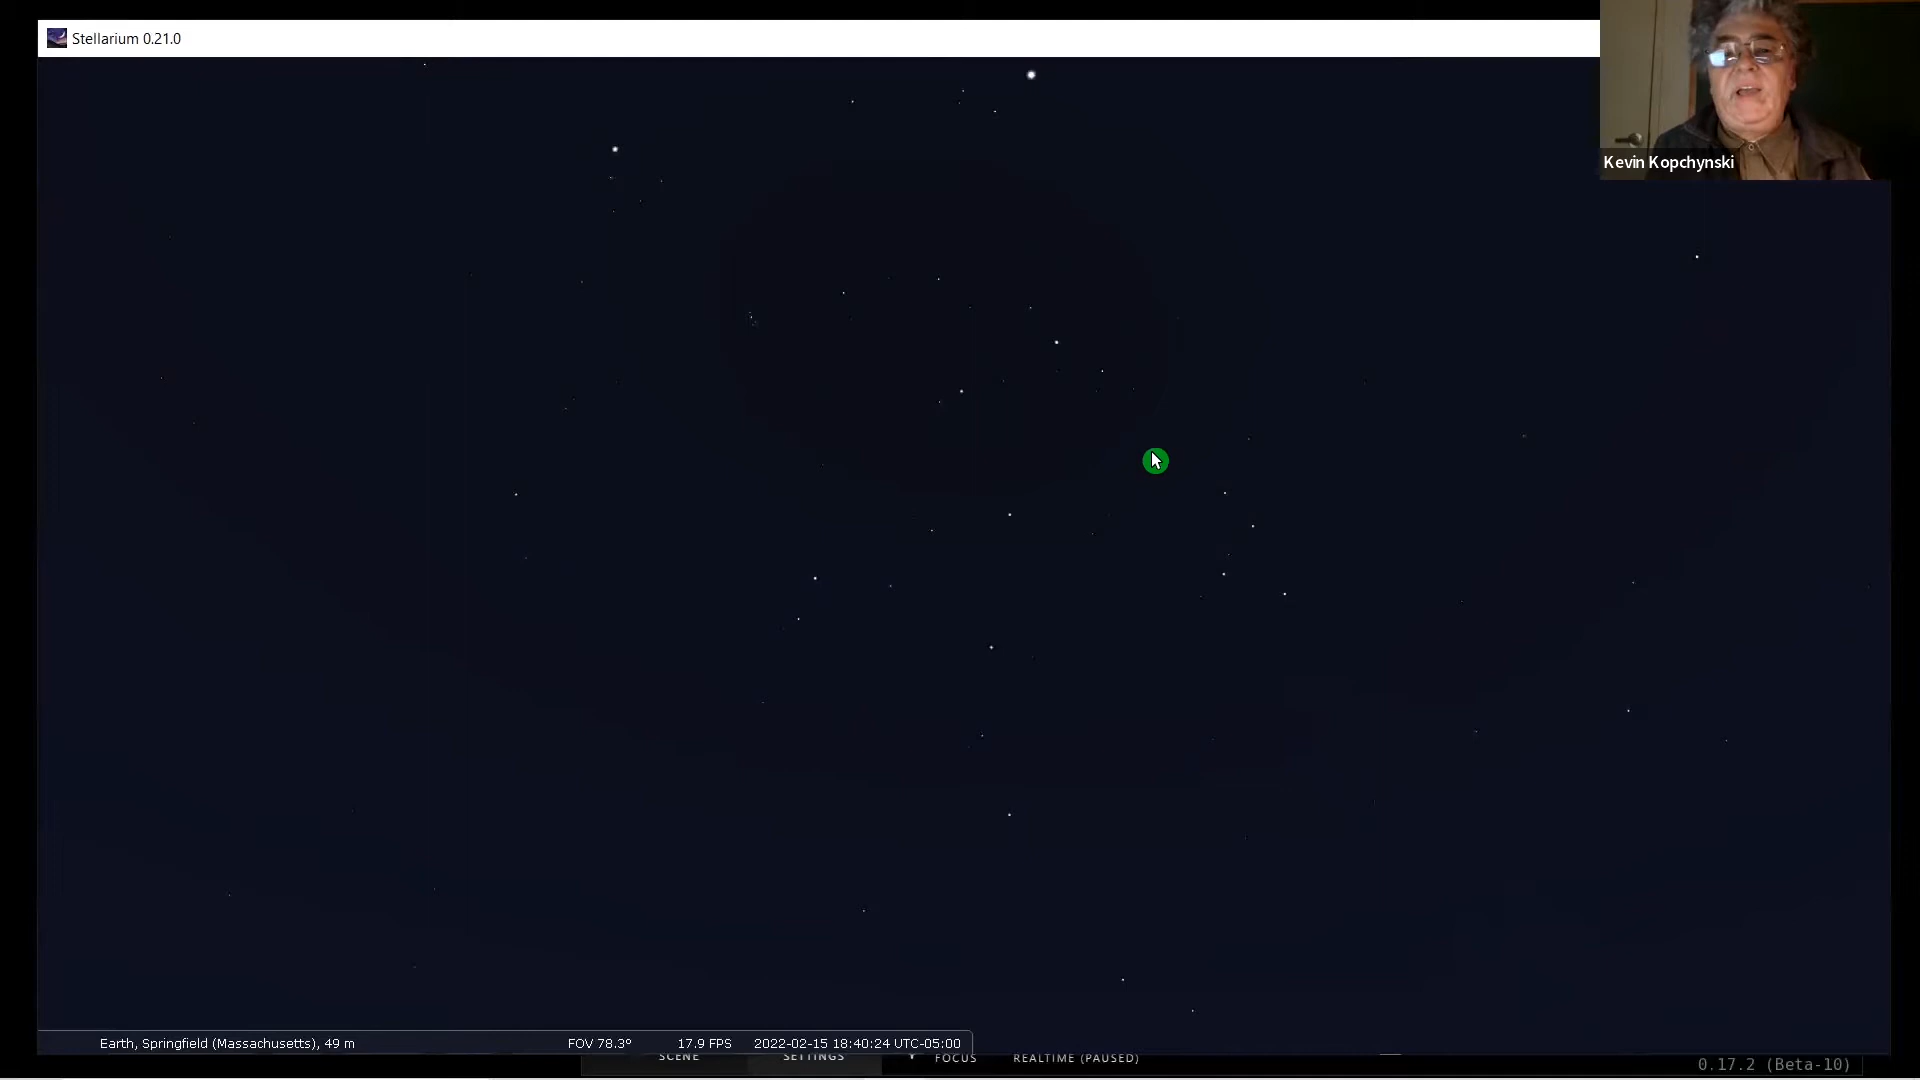 Stellarium 0.21.0
Kevin Kopchynski
Earth, Springfield (Massachusetts), 49 m FOV 78.3º 17.9 FPS 2022-02-15 18:40:24 UTC-05:00
SCENE SETTINGS FOCUS REALTIME (PAUSED)
0.17.2 (Beta-10)